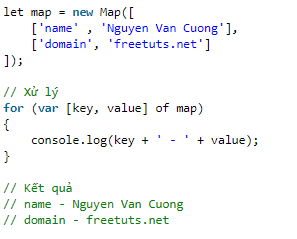 let map = new Map([
    ['name' , 'Nguyen Van Cuong'],
    ['domain', 'freetuts.net']
]);
// Xử lý
for (var [key, value] of map)
{
    console.log(key + ' - ' + value);
}
// Kết quả
// name - Nguyen Van Cuong
// domain - freetuts.net